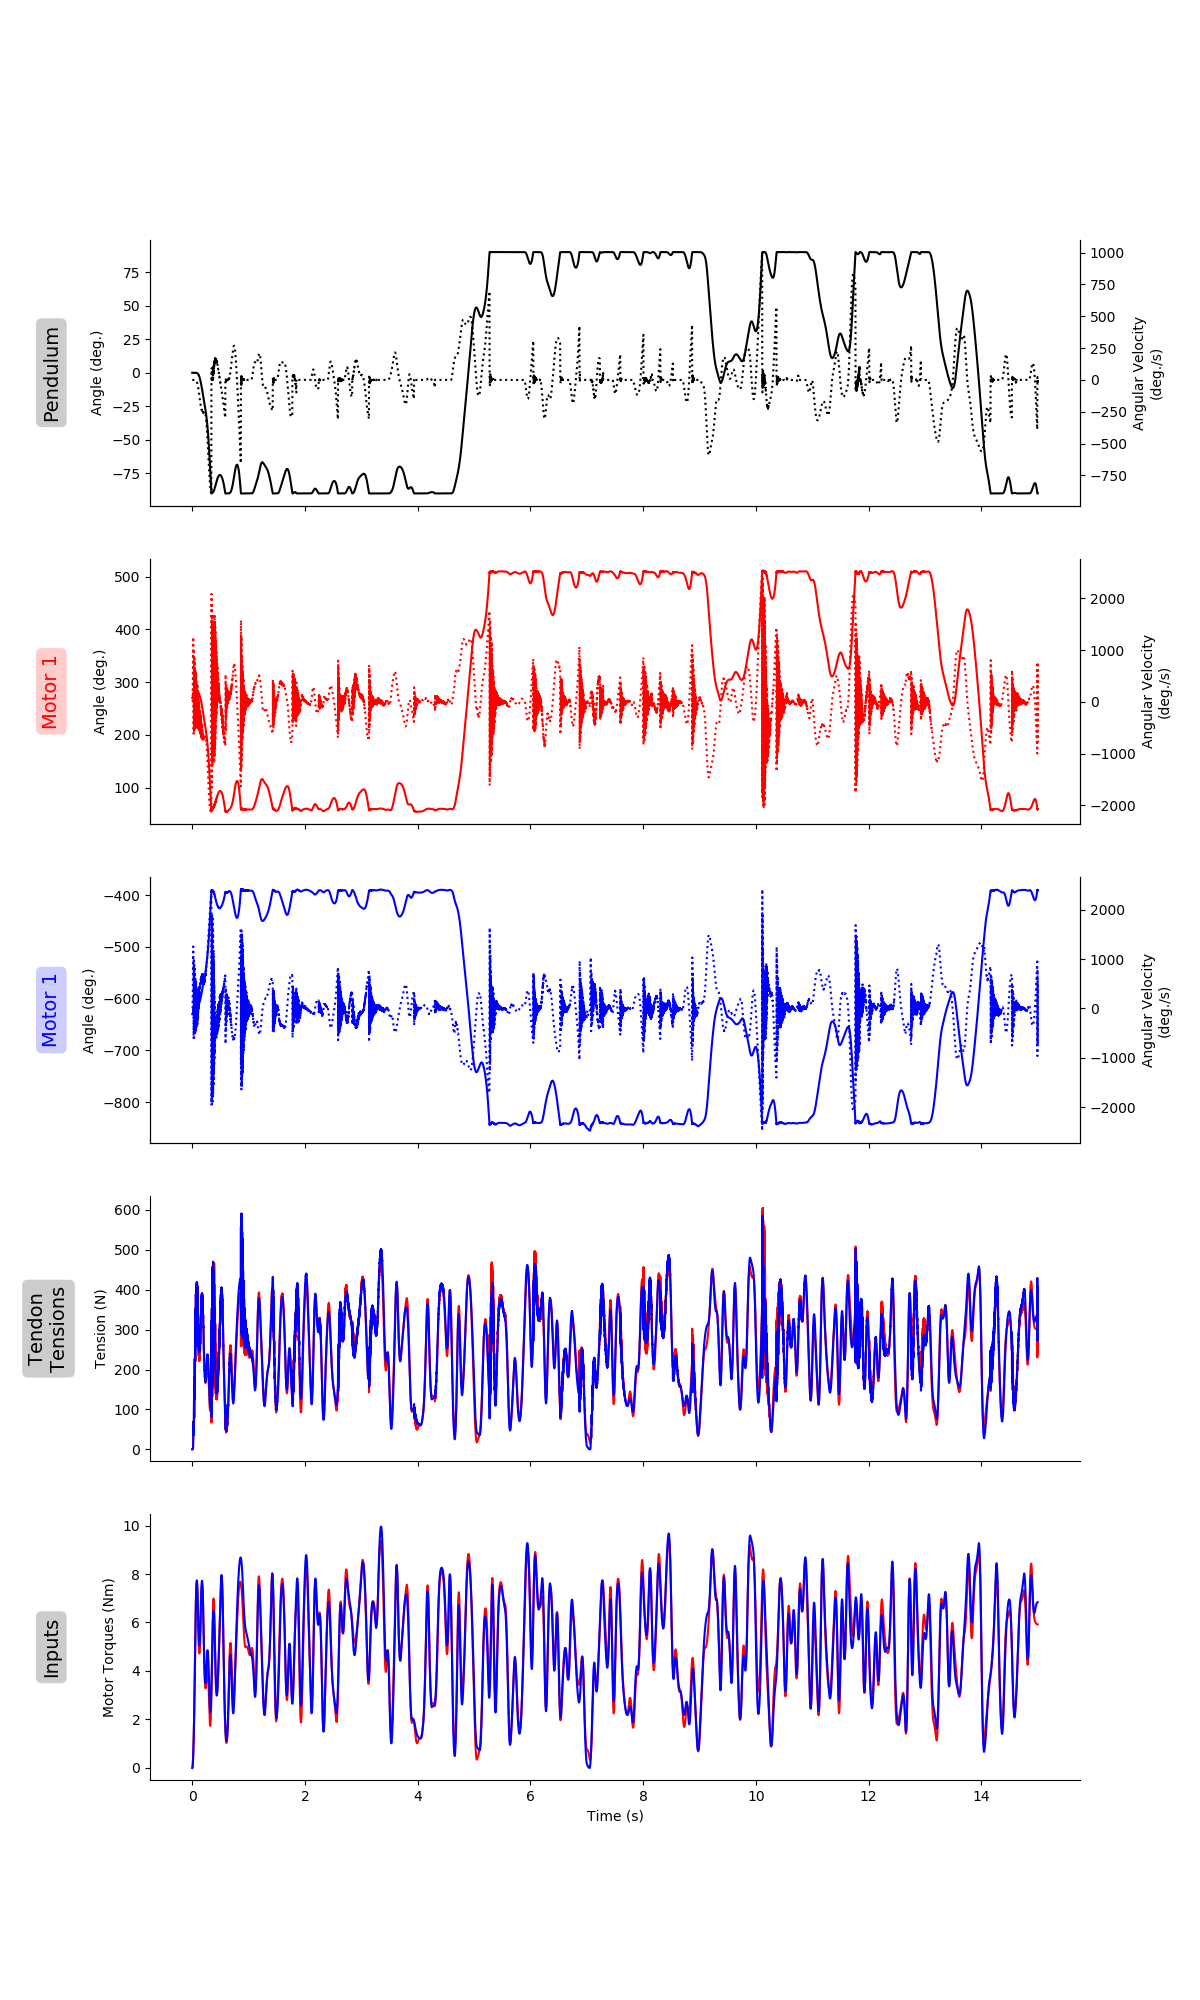 Pendulum
Angle (deg.)
75
50
25
0
−25
−50
−75
1000
750
500
250
0
−250
−500
−750
Angular Velocity
(deg./s)
Motor 1
Angle (deg.)
500
400
300
200
100
2000
1000
0
−1000
−2000
Angular Velocity
(deg./s)
Motor 1
Angle (deg.)
−400
−500
−600
−700
−800
2000
1000
0
−1000
−2000
Angular Velocity
(deg./s)
Tendon
Tensions
Tension (N)
600
500
400
300
200
100
0
Inputs
Motor Torques (Nm)
10
8
6
4
2
0
0 2 4 6 8 10 12 14
Time (s)